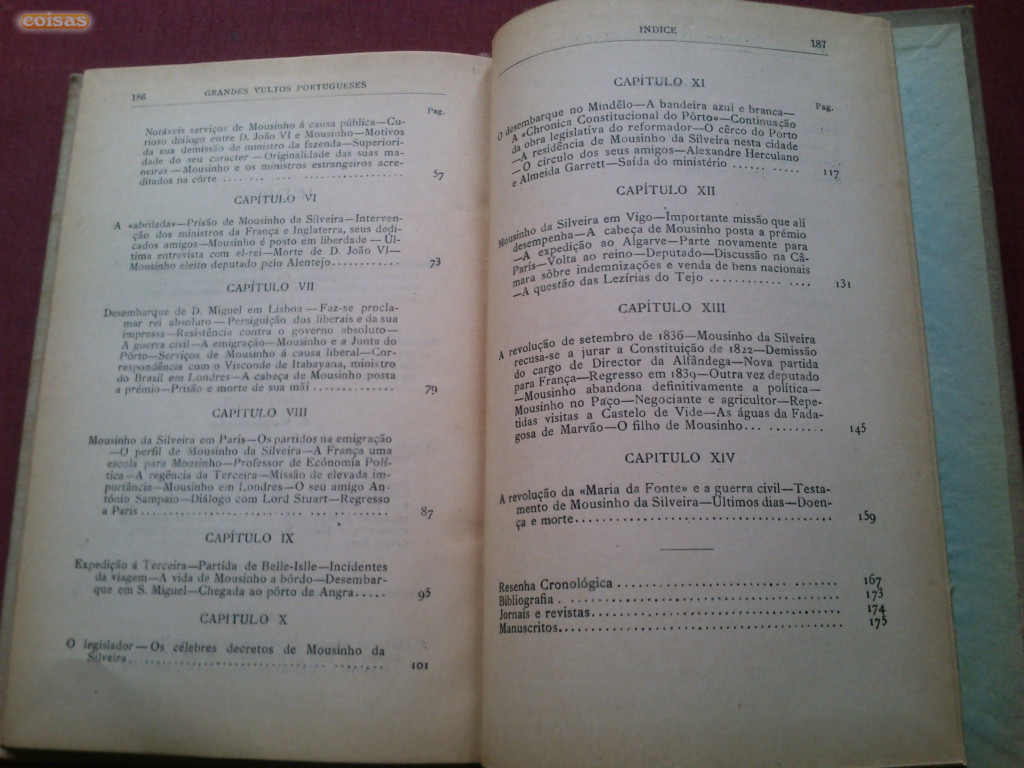 coisas
186 GRANDES VULTOS PORTUGUESES
Pag.
Notáveis serviços de Mousinho á causa pública—Cu-
rioso diálogo entre D. João VI e Mousinho—Motivos
da sua demissão de ministro da fazenda—Superiori-
dade do seu caracter—Originalidade das suas ma-
neiras—Mousinho e os ministros estrangeiros acre-
ditados na côrte ................................ 57
CAPÍTULO VI
A «abrilada»—Prisão de Mousinho da Silveira—Interven-
ção dos ministros da França e Inglaterra, seus dedi-
cados amigos—Mousinho é posto em liberdade—Úl-
tima entrevista com el-rei—Morte de D. João VI—
Mousinho eleito deputado pelo Alentejo............ 73
CAPÍTULO VII
Desembarque de D. Miguel em Lisboa—Faz-se procla-
mar rei absoluto—Persiguição dos liberais e da sua
impressa—Resistência contra o governo absoluto—
A guerra civil—A emigração—Mousinho e a Junta do
Pôrto—Serviços de Mousinho á causa liberal—Cor-
respondência com o Visconde de Itabayana, ministro
do Brasil em Londres—A cabeça de Mousinho posta
a prémio—Prisão e morte de sua mãi ............... 79
CAPÍTULO VIII
Mousinho da Silveira em Paris—Os partidos na emigração
—O perfil de Mousinho da Silveira—A França uma
escola para Mousinho—Professor de Ecônomia Polí-
tica—A regência da Terceira—Missão de elevada im-
portância—Mousinho em Londres—O seu amigo An-
tónio Sampaio—Diálogo com Lord Stuart—Regresso
a Paris ........................................ 87
CAPÍTULO IX
Expedição á Terceira—Partida de Belle-Islle—Incidentes
da viagem—A vida de Mousinho a bôrdo—Desembar-
que em S. Miguel—Chegada ao pôrto de Angra..... 95
CAPITULO X
O legislador—Os célebres decretos de Mousinho da
Silveira........................................ 101
INDICE 187
CAPÍTULO XI
Pag.
O desembarque no Mindêlo—A bandeira azul e branca—
A «Chronica Constitucional do Pôrto»—Continuação
da obra legislativa do reformador—O cêrco do Porto
—A residência de Mousinho da Silveira nesta cidade
—O círculo dos seus amigos—Alexandre Herculano
e Almeida Garrett—Saída do ministério ........... 117
CAPÍTULO XII
Mousinho da Silveira em Vigo—Importante missão que ali
desempenha—A cabeça de Mousinho posta a prémio
—A expedição ao Algarve—Parte novamente para
París—Volta ao reino—Deputado—Discussão na Câ-
mara sôbre indemnizações e venda de bens nacionais
—A questão das Lezírias do Tejo ................ 131
CAPÍTULO XIII
A revolução de setembro de 1836—Mousinho da Silveira
recusa-se a jurar a Constituição de 1822—Demissão
do cargo de Director da Alfândega—Nova partida
para França—Regresso em 1839—Outra vez deputado
—Mousinho abandona definitivamente a política—
Mousinho no Paço—Negociante e agricultor—Repe-
tidas visitas a Castelo de Vide—As águas da Fada-
gosa de Marvão—O filho de Mousinho... ......... 145
CAPITULO XIV
A revolução da «Maria da Fonte» e a guerra civil—Testa-
mento de Mousinho da Silveira—Últimos dias—Doen-
ça e morte...................................... 159
Resenha Cronológica .............................. 167
Bibliografia . .................................. 173
Jornais e revistas............................... 174
Manuscritos...................................... 175